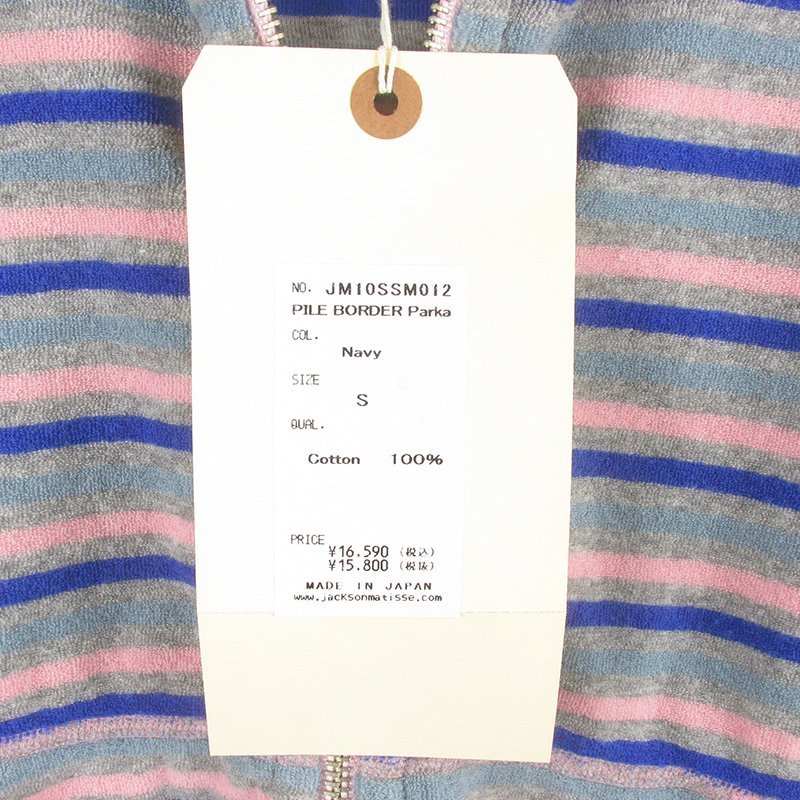 NO. JM10SSM012
PILE BORDER Parka
COL.
Navy
SIZE
S
QUAL.
Cotton 100%
PRICE
¥16.590 (税込)
¥15.800 (税抜)
MADE IN JAPAN
www.jacksonmatisse.com